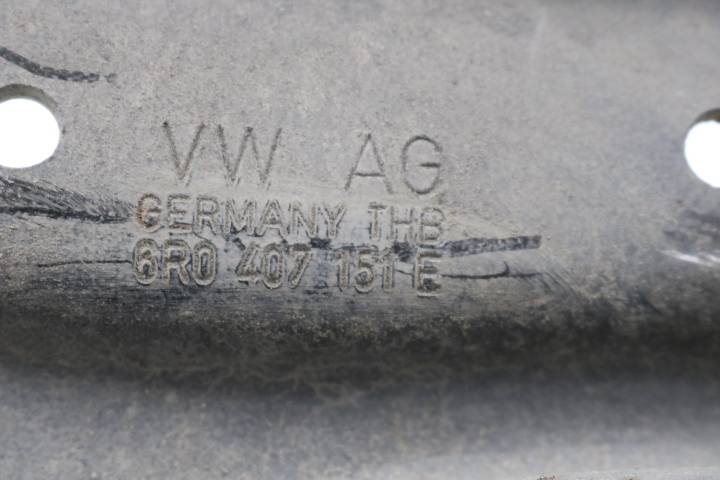 VW AG
GERMANY THB
6R0 407 151 E